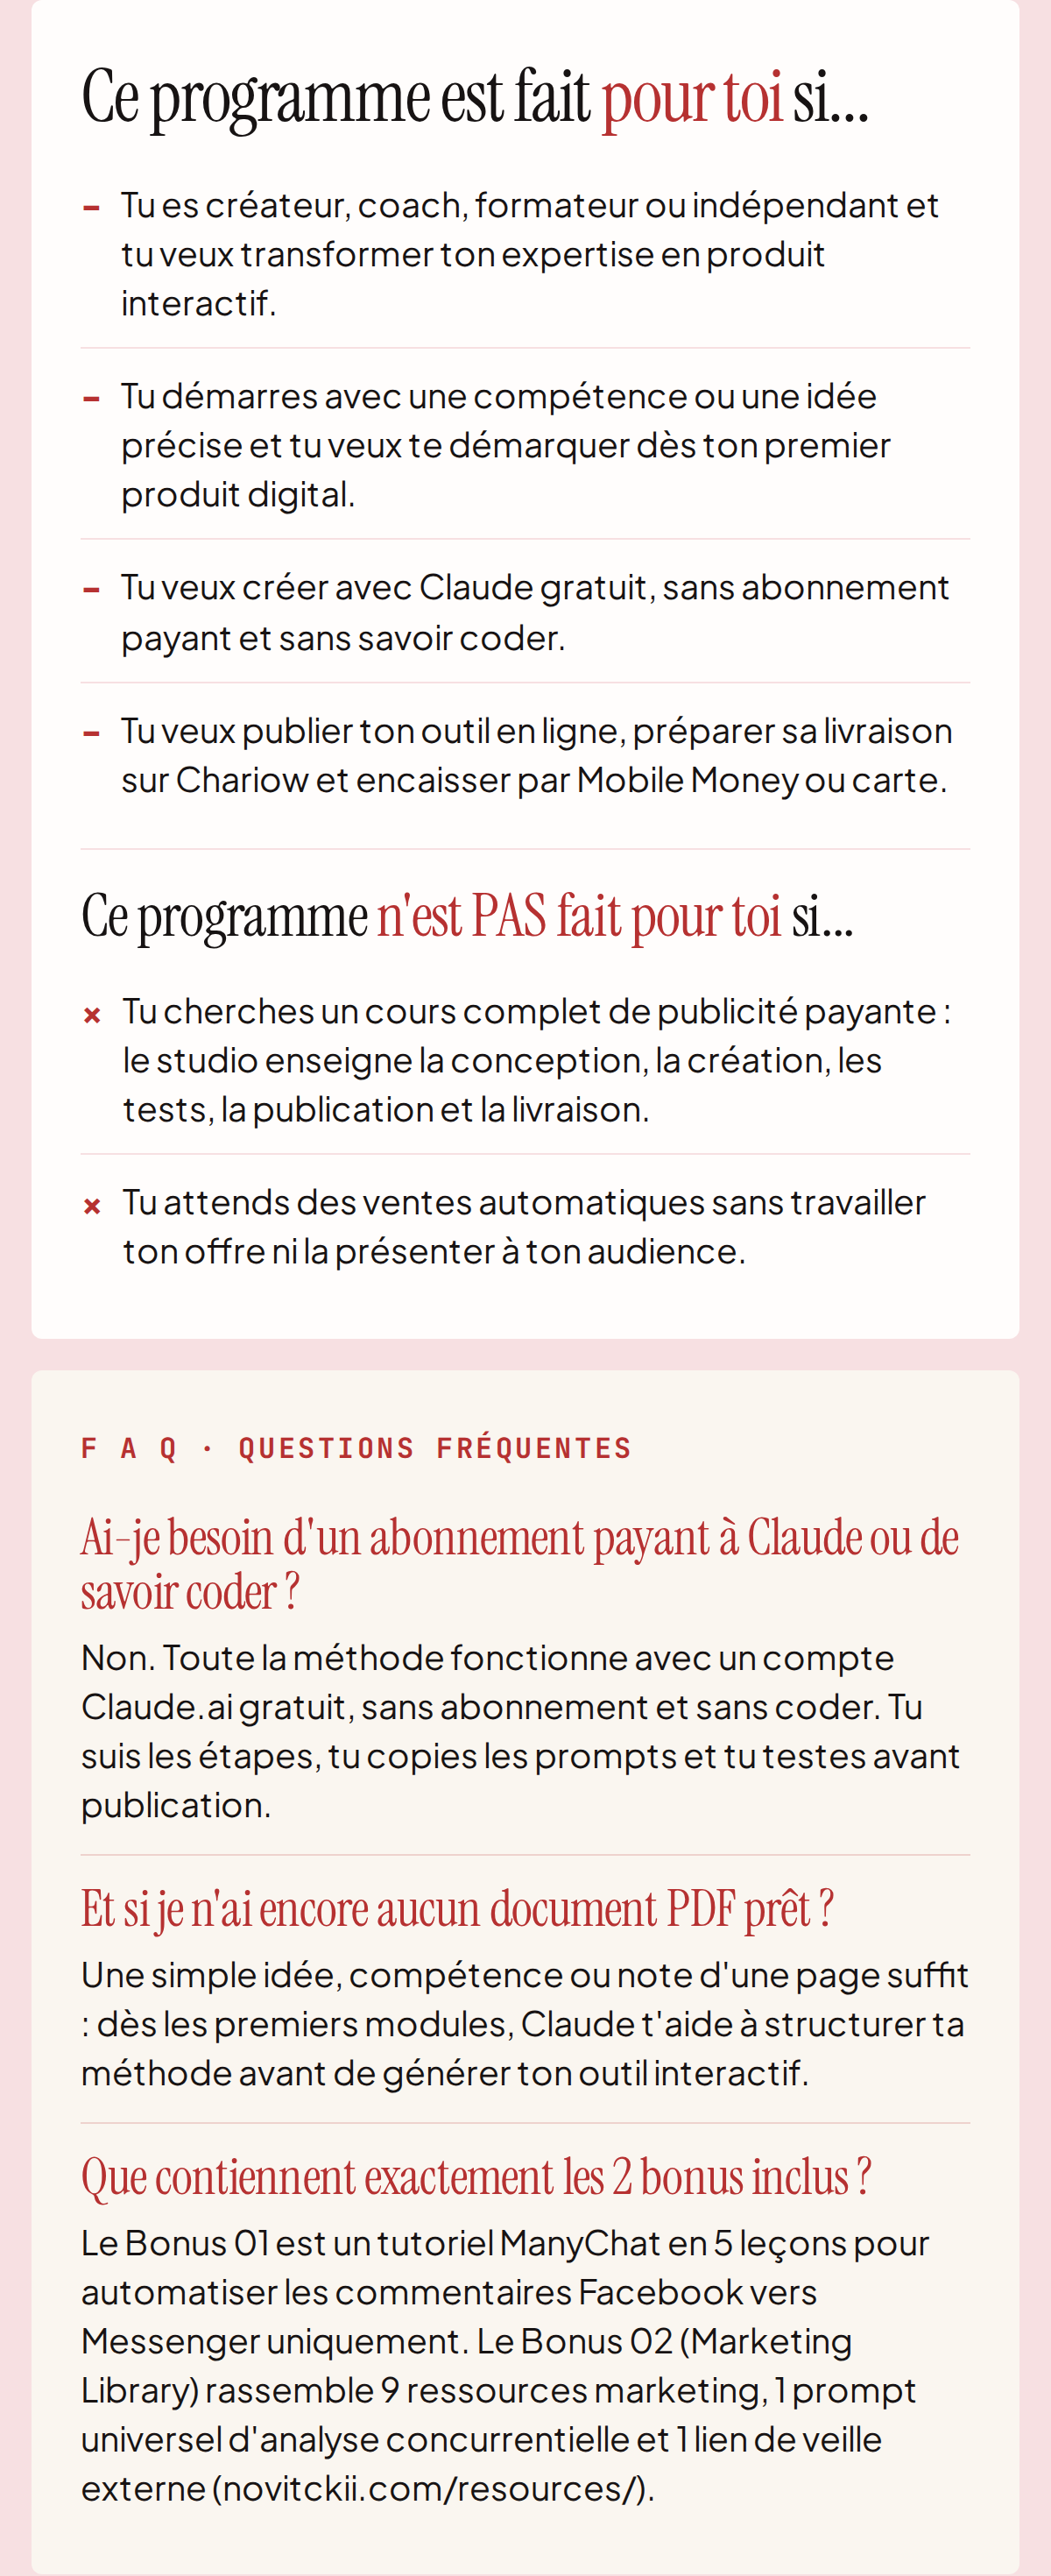 Ce programme est fait pour toi si...
- Tu es créateur, coach, formateur ou indépendant et
tu veux transformer ton expertise en produit
interactif.
- Tu démarres avec une compétence ou une idée
précise et tu veux te démarquer dès ton premier
produit digital.
- Tu veux créer avec Claude gratuit, sans abonnement
payant et sans savoir coder.
- Tu veux publier ton outil en ligne, préparer sa livraison
sur Chariow et encaisser par Mobile Money ou carte.
Ce programme n'est PAS fait pour toi si...
× Tu cherches un cours complet de publicité payante :
le studio enseigne la conception, la création, les
tests, la publication et la livraison.
× Tu attends des ventes automatiques sans travailler
ton offre ni la présenter à ton audience.
F A Q · QUESTIONS FRÉQUENTES
Ai-je besoin d'un abonnement payant à Claude ou de
savoir coder ?
Non. Toute la méthode fonctionne avec un compte
Claude.ai gratuit, sans abonnement et sans coder. Tu
suis les étapes, tu copies les prompts et tu testes avant
publication.
Et si je n'ai encore aucun document PDF prêt ?
Une simple idée, compétence ou note d'une page suffit
: dès les premiers modules, Claude t'aide à structurer ta
méthode avant de générer ton outil interactif.
Que contiennent exactement les 2 bonus inclus ?
Le Bonus 01 est un tutoriel ManyChat en 5 leçons pour
automatiser les commentaires Facebook vers
Messenger uniquement. Le Bonus 02 (Marketing
Library) rassemble 9 ressources marketing, 1 prompt
universel d'analyse concurrentielle et 1 lien de veille
externe (novitckii.com/resources/).